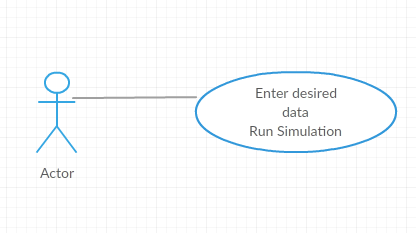 Enter desired
data
Run Simulation
Actor